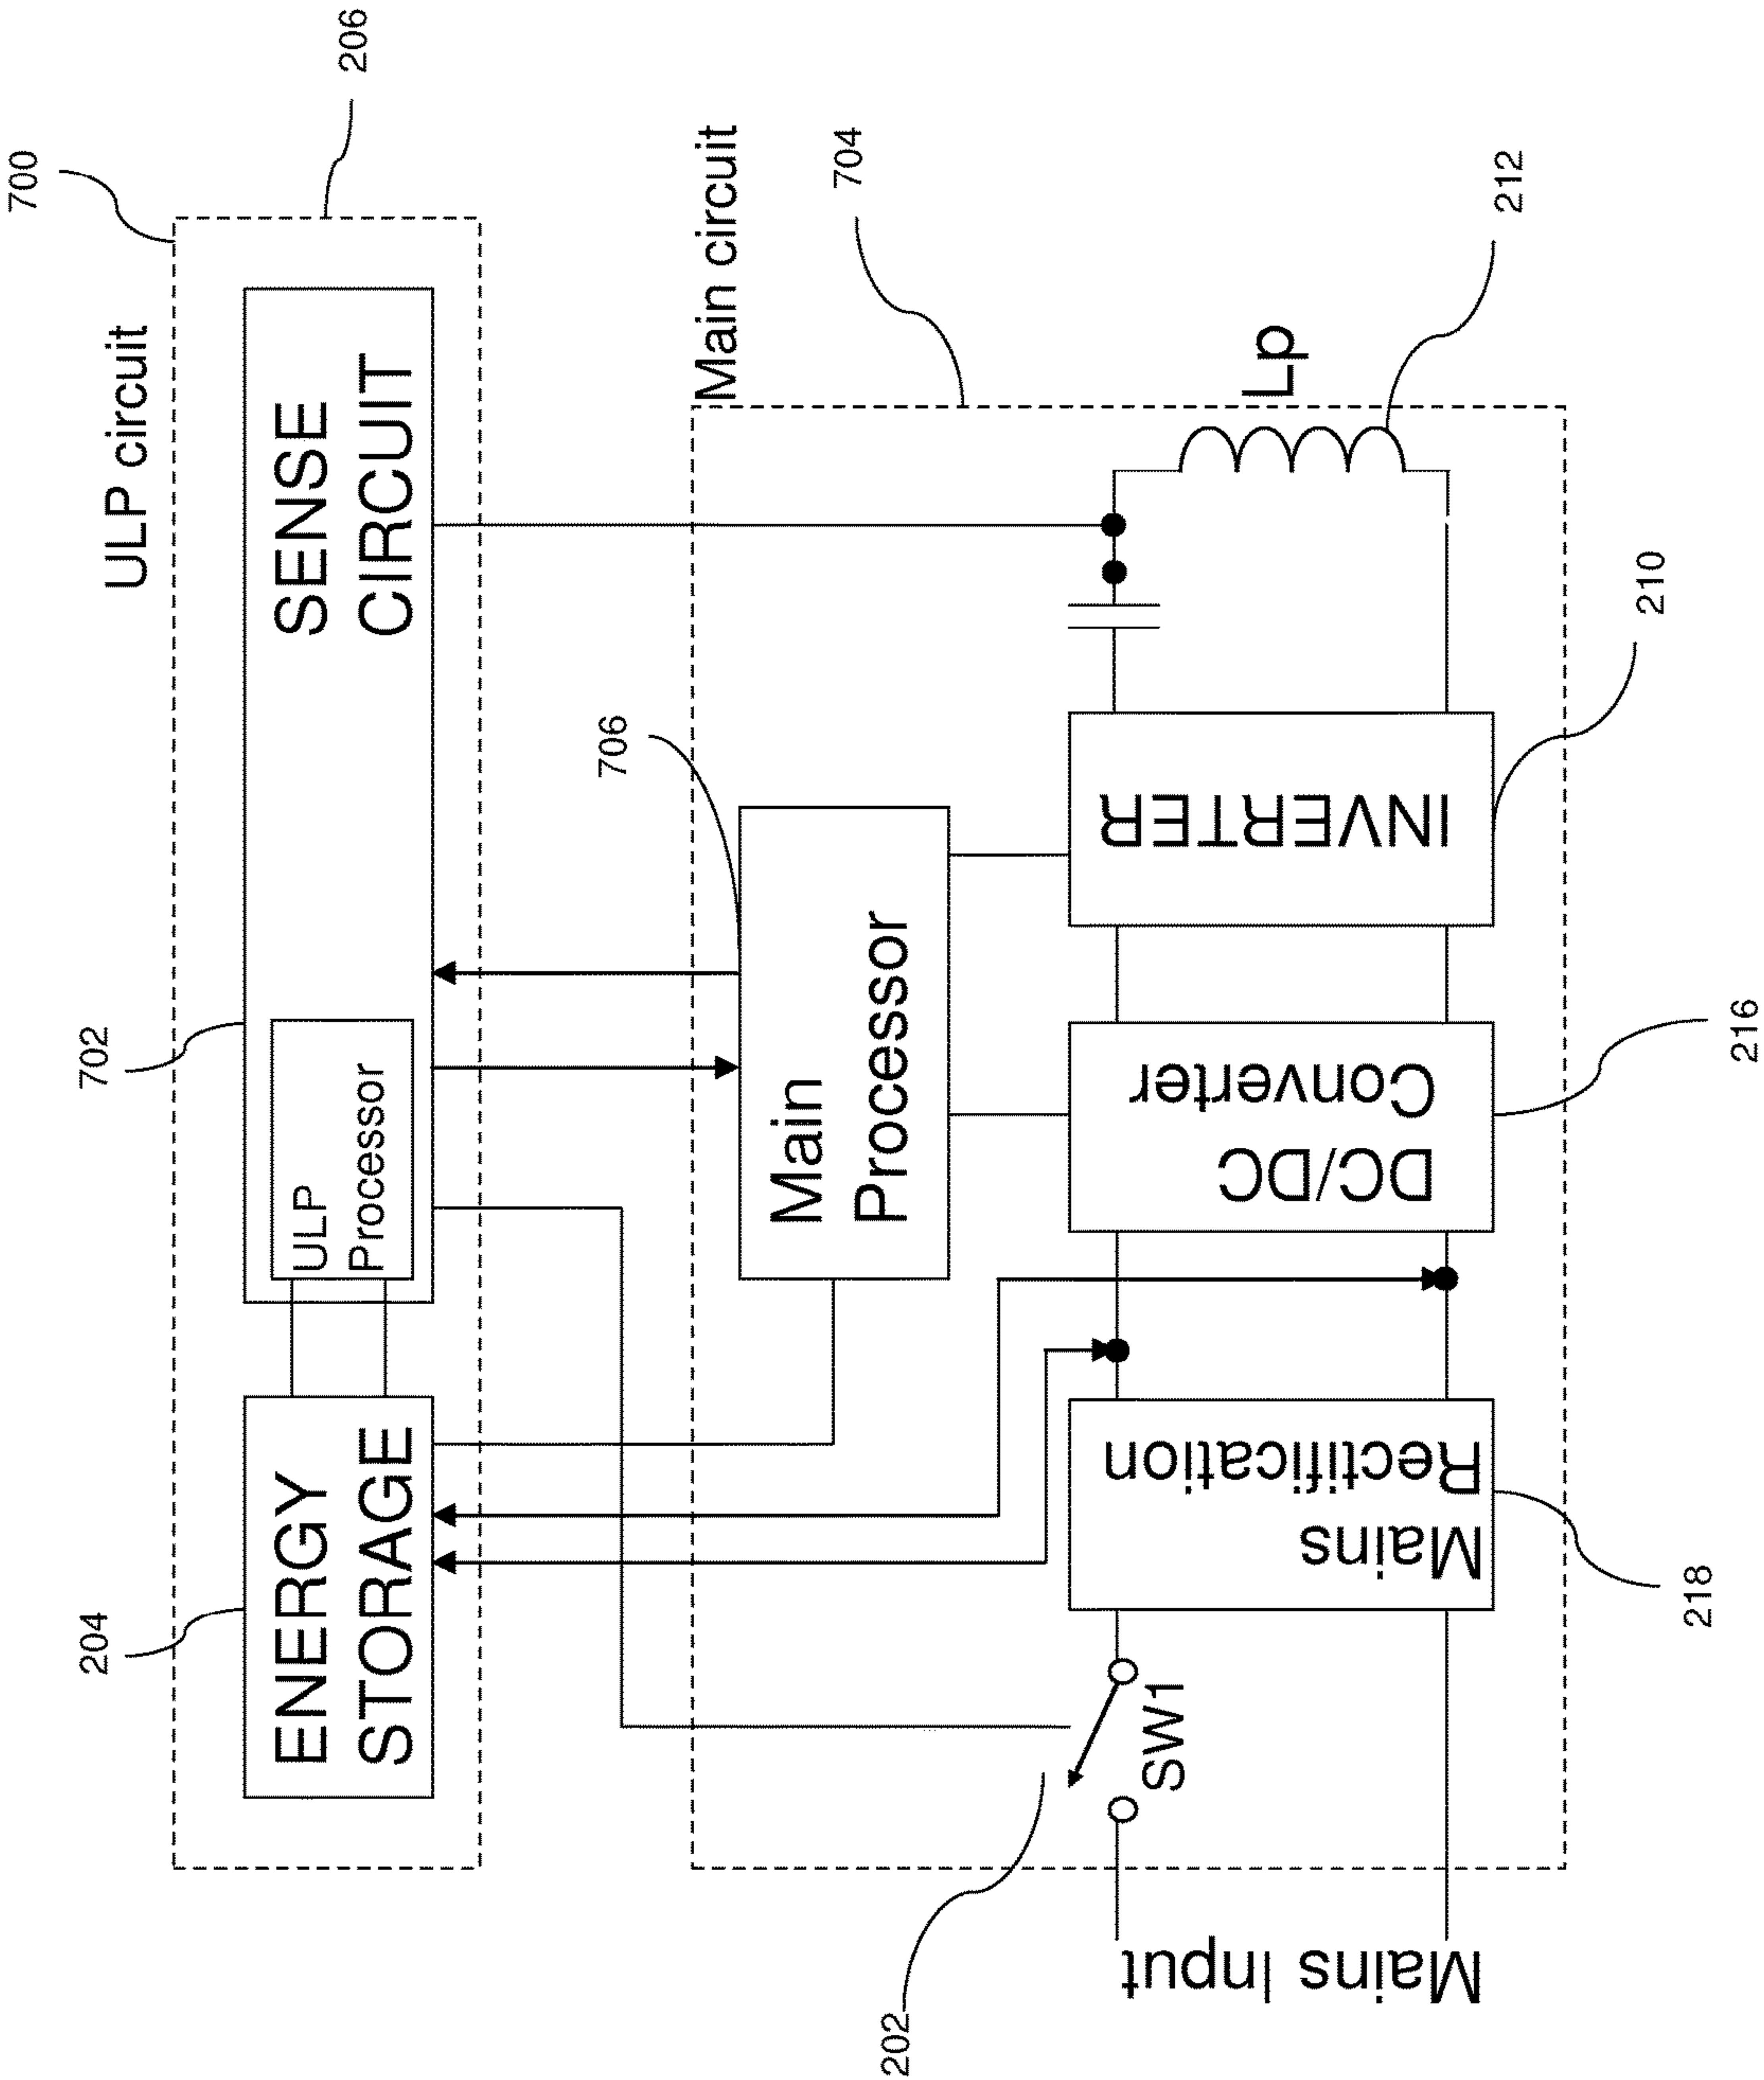 700
206
ULP circuit
ENERGY
STORAGE
204
ULP
Processor
702
SENSE
CIRCUIT
Main circuit
704
706
Main
Processor
202
SW1
Mains Input
Mains
Rectification
218
DC/DC
Converter
216
INVERTER
210
Lp
212